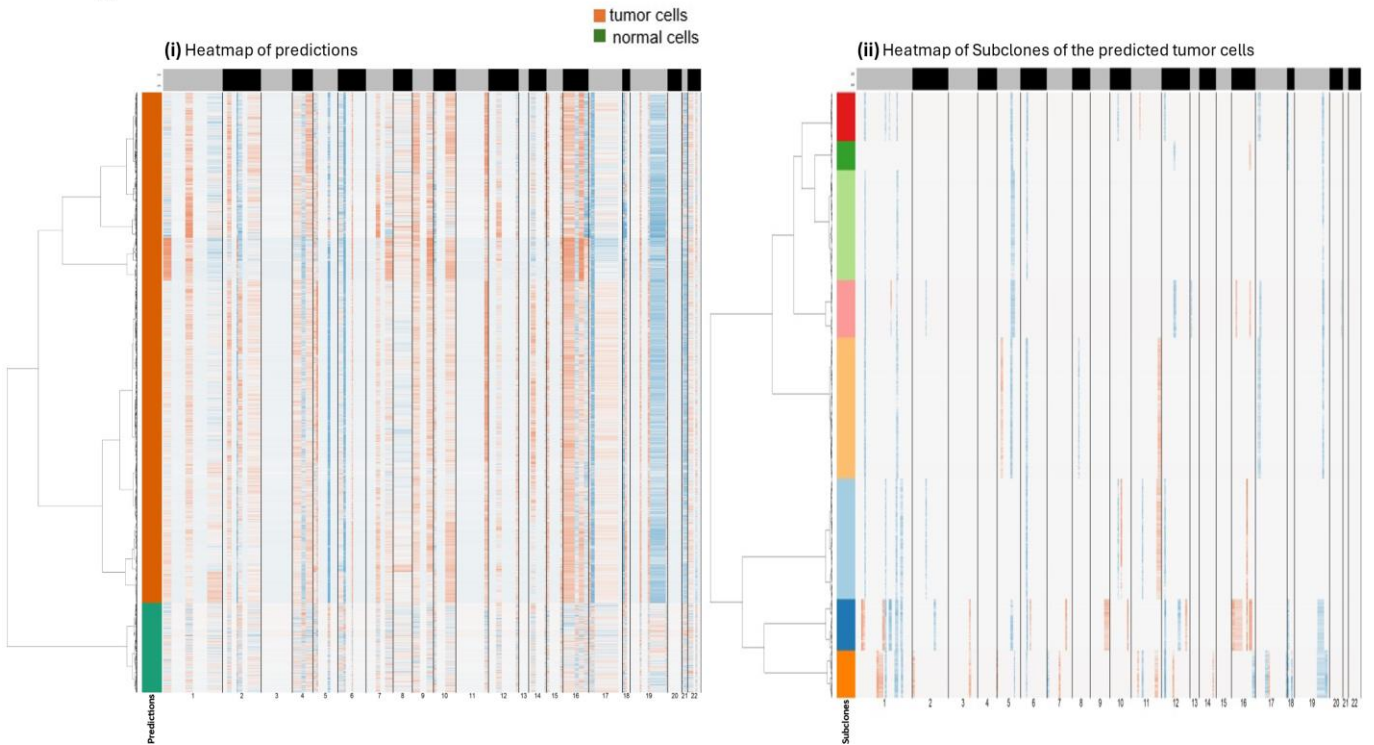 tumor cells
normal cells
(i) Heatmap of predictions
(ii) Heatmap of Subclones of the predicted tumor cells
1 2 3 4 5 6 7 8 9 10 11 12 13 14 15 16 17 18 19 20 21 22
Predictions
1 2 3 4 5 6 7 8 9 10 11 12 13 14 15 16 17 18 19 20 21 22
Subclones